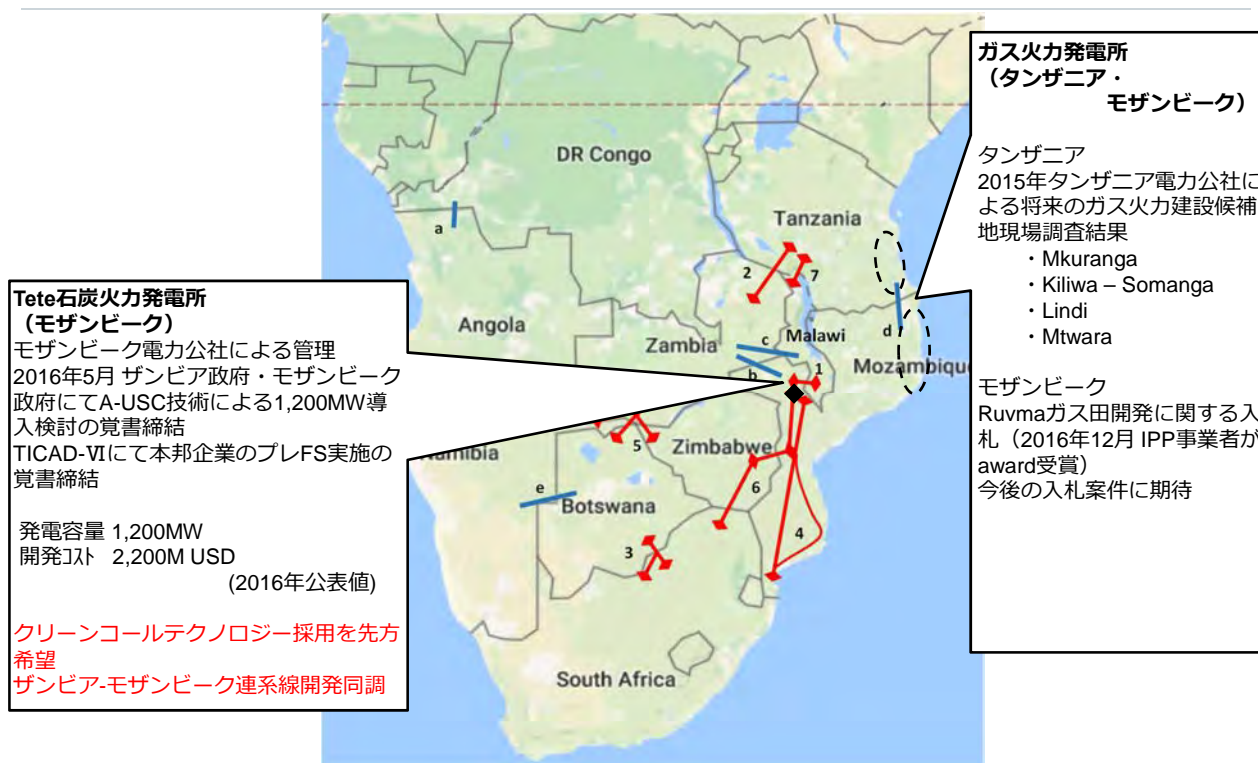 Tete石炭火力発電所
（モザンビーク）
モザンビーク電力公社による管理
2016年5月 ザンビア政府・モザンビーク
政府にてA-USC技術による1,200MW導
入検討の覚書締結
TICAD-Ⅵにて本邦企業のプレFS実施の
覚書締結
発電容量 1,200MW
開発ｺｽﾄ 2,200M USD
(2016年公表値)
クリーンコールテクノロジー採用を先方
希望
ザンビア-モザンビーク連系線開発同調
DR Congo
Tanzania
a
2
7
Angola
Zambia
c
Malawi
d
b
1
Mozambique
5
Zimbabwe
Namibia
e
Botswana
6
4
3
South Africa
ガス火力発電所
（タンザニア・
モザンビーク）
タンザニア
2015年タンザニア電力公社に
よる将来のガス火力建設候補
地現場調査結果
・Mkuranga
・Kiliwa – Somanga
・Lindi
・Mtwara
モザンビーク
Ruvmaガス田開発に関する入
札（2016年12月 IPP事業者が
award受賞）
今後の入札案件に期待